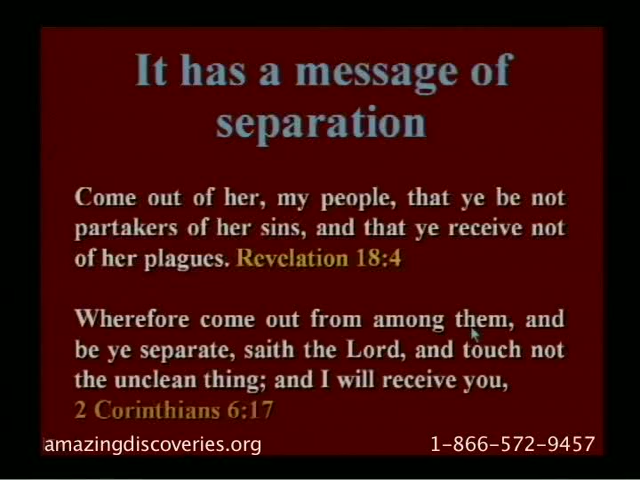 It has a message of
separation
Come out of her, my people, that ye be not
partakers of her sins, and that ye receive not
of her plagues. Revelation 18:4
Wherefore come out from among them, and
be ye separate, saith the Lord, and touch not
the unclean thing; and I will receive you,
2 Corinthians 6:17
amazingdiscoveries.org 1-866-572-9457